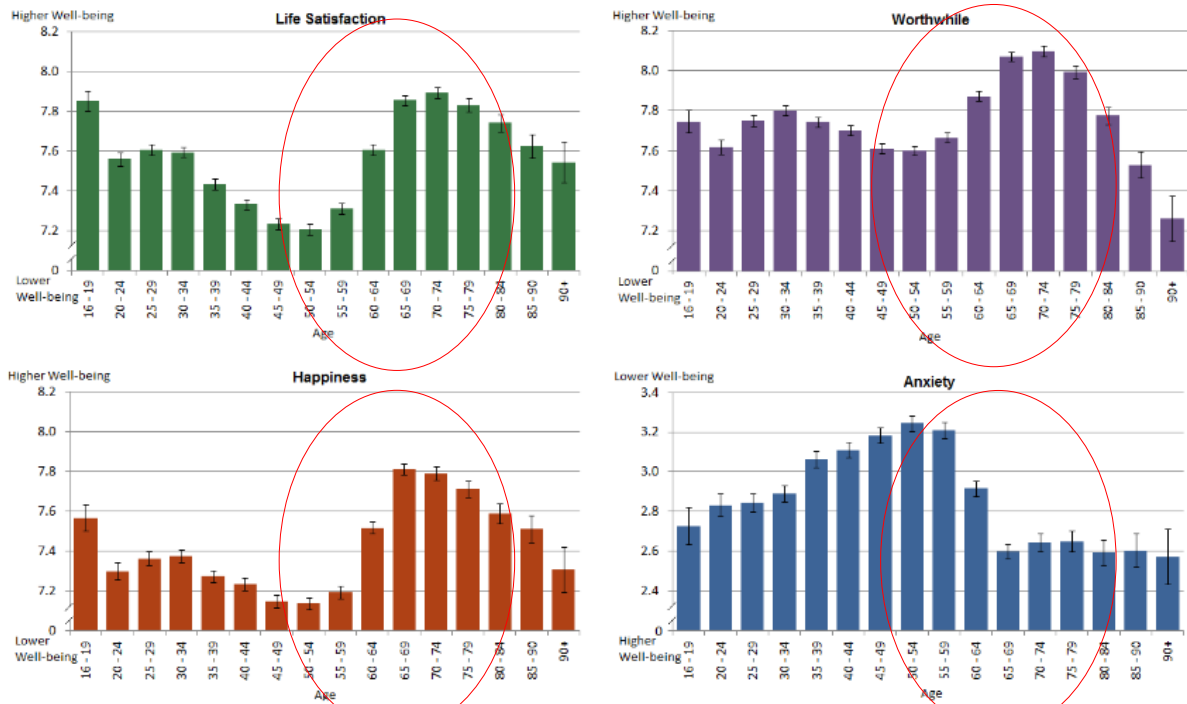 Higher Well-being
Life Satisfaction
8.2
8.0
7.8
7.6
7.4
7.2
0
Lower
Well-being
16 - 19
20 - 24
25 - 29
30 - 34
35 - 39
40 - 44
45 - 49
50 - 54
55 - 59
60 - 64
65 - 69
70 - 74
75 - 79
80 - 84
85 - 90
90+
Age
Higher Well-being
Worthwhile
8.2
8.0
7.8
7.6
7.4
7.2
0
Lower
Well-being
16 - 19
20 - 24
25 - 29
30 - 34
35 - 39
40 - 44
45 - 49
50 - 54
55 - 59
60 - 64
65 - 69
70 - 74
75 - 79
80 - 84
85 - 90
90+
Age
Higher Well-being
Happiness
8.2
8.0
7.8
7.6
7.4
7.2
0
Lower
Well-being
16 - 19
20 - 24
25 - 29
30 - 34
35 - 39
40 - 44
45 - 49
50 - 54
55 - 59
60 - 64
65 - 69
70 - 74
75 - 79
80 - 84
85 - 90
90+
Age
Lower Well-being
Anxiety
3.4
3.2
3.0
2.8
2.6
2.4
0
Higher
Well-being
16 - 19
20 - 24
25 - 29
30 - 34
35 - 39
40 - 44
45 - 49
50 - 54
55 - 59
60 - 64
65 - 69
70 - 74
75 - 79
80 - 84
85 - 90
90+
Age